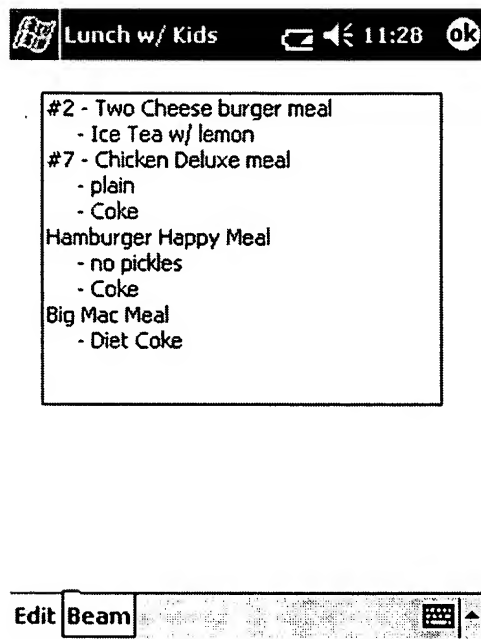 Lunch w/ Kids 11:28 ok
#2 - Two Cheese burger meal
- Ice Tea w/ lemon
#7 - Chicken Deluxe meal
- plain
- Coke
Hamburger Happy Meal
- no pickles
- Coke
Big Mac Meal
- Diet Coke
Edit Beam